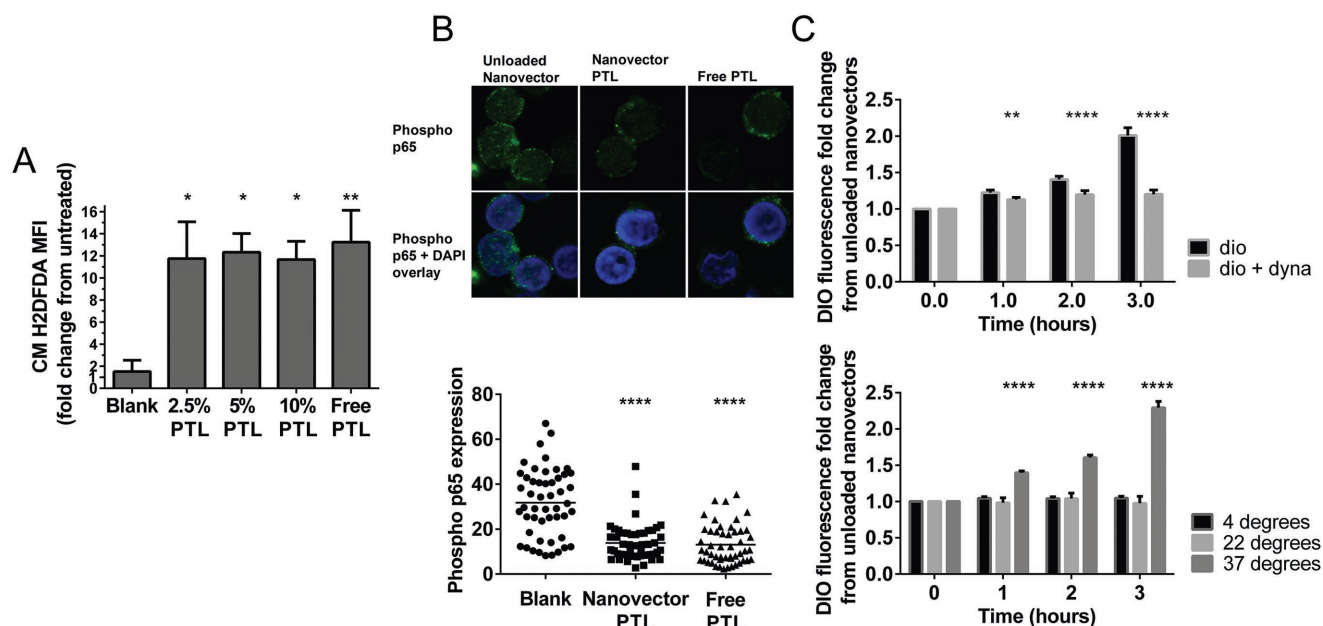 A
CM H2DFDA MFI
(fold change from untreated)
* * * **
16
14
12
10
8
6
4
2
1
Blank 2.5% 5% 10% Free
PTL PTL PTL PTL
B
Unloaded Nanovector
Nanovector PTL Free PTL
Phospho
p65
Phospho
p65 + DAPI
overlay
Phospho p65 expression
80
60
40
20
0
**** ****
Blank Nanovector Free
PTL PTL
C
DIO fluorescence fold change
from unloaded nanovectors
2.5
2.0
1.5
1.0
0.5
0.0
** **** ****
0.0 1.0 2.0 3.0
Time (hours)
dio
dio + dyna
DIO fluorescence fold change
from unloaded nanovectors
2.5
2.0
1.5
1.0
0.5
0.0
**** **** ****
0 1 2 3
Time (hours)
4 degrees
22 degrees
37 degrees